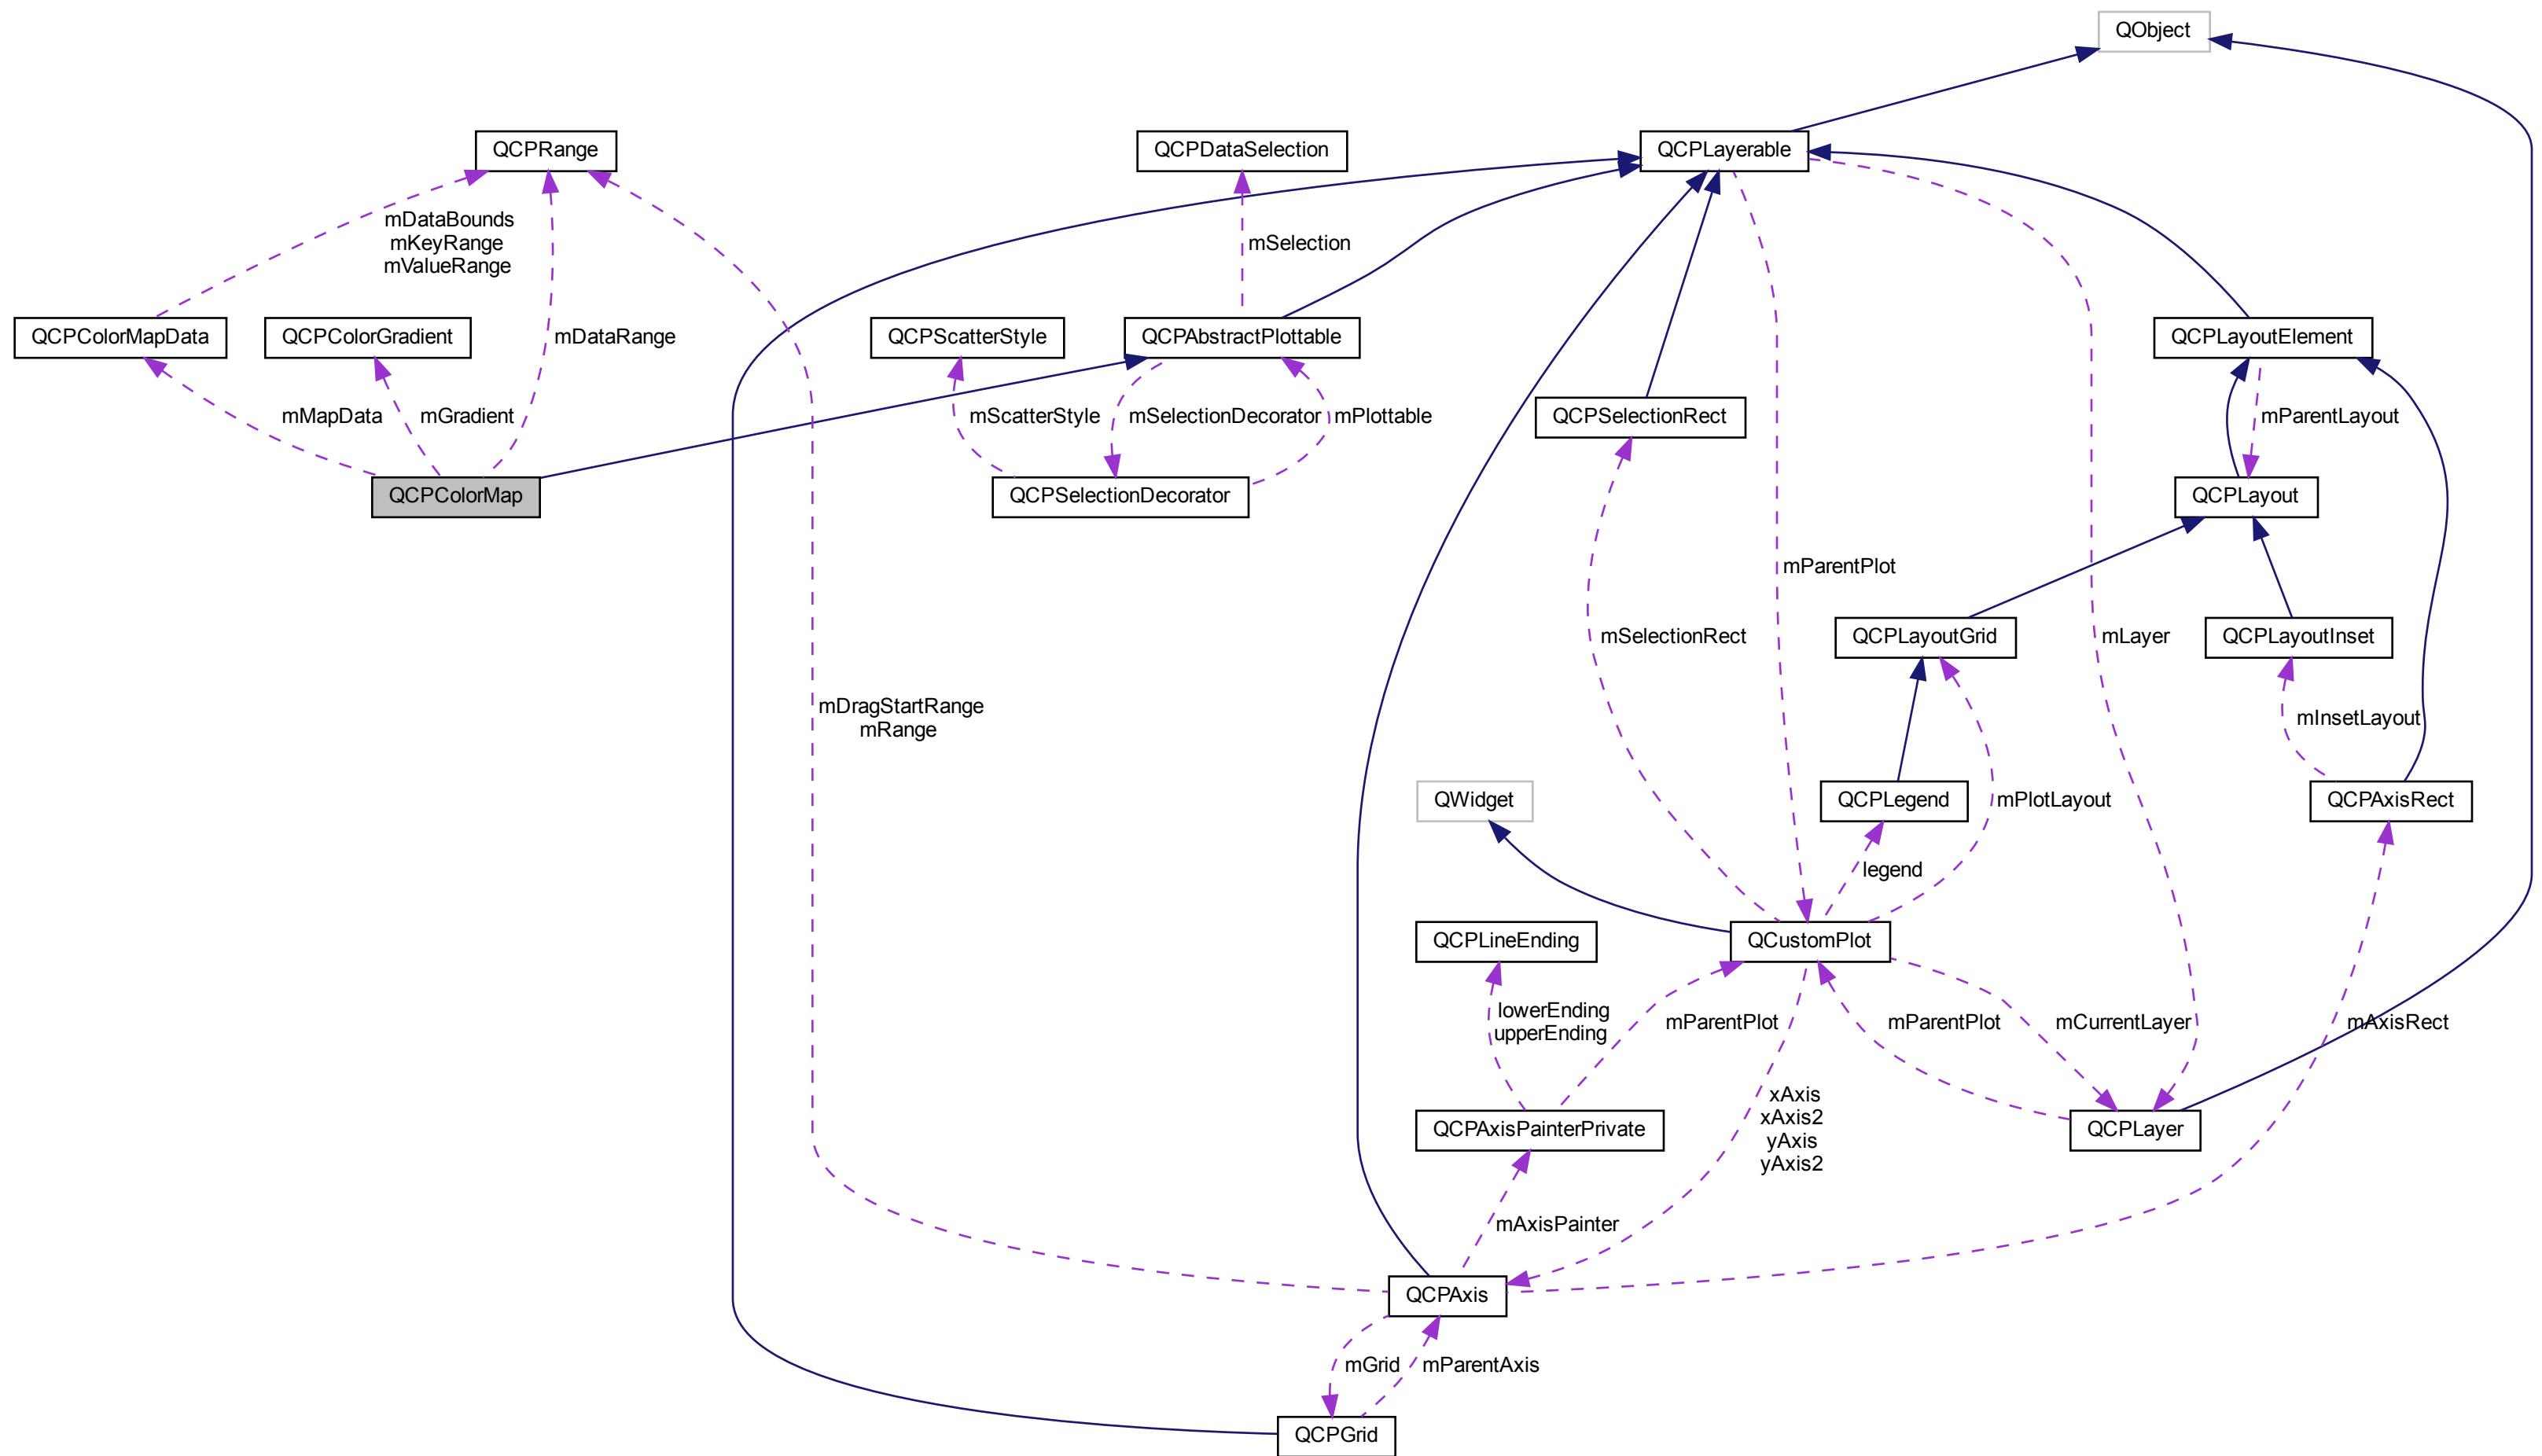 QObject
QCPRange
QCPDataSelection
QCPLayerable
mDataBounds
mKeyRange
mValueRange
mSelection
QCPColorMapData
QCPColorGradient
mDataRange
QCPScatterStyle
QCPAbstractPlottable
QCPLayoutElement
mMapData
mGradient
mScatterStyle
mSelectionDecorator
mPlottable
QCPSelectionRect
mParentLayout
QCPColorMap
QCPSelectionDecorator
QCPLayout
mParentPlot
mSelectionRect
QCPLayoutGrid
mLayer
QCPLayoutInset
mDragStartRange
mRange
mInsetLayout
QWidget
QCPLegend
mPlotLayout
QCPAxisRect
legend
QCPLineEnding
QCustomPlot
lowerEnding
upperEnding
mParentPlot
mParentPlot
mCurrentLayer
mAxisRect
xAxis
xAxis2
yAxis
yAxis2
QCPAxisPainterPrivate
QCPLayer
mAxisPainter
QCPAxis
mGrid
mParentAxis
QCPGrid